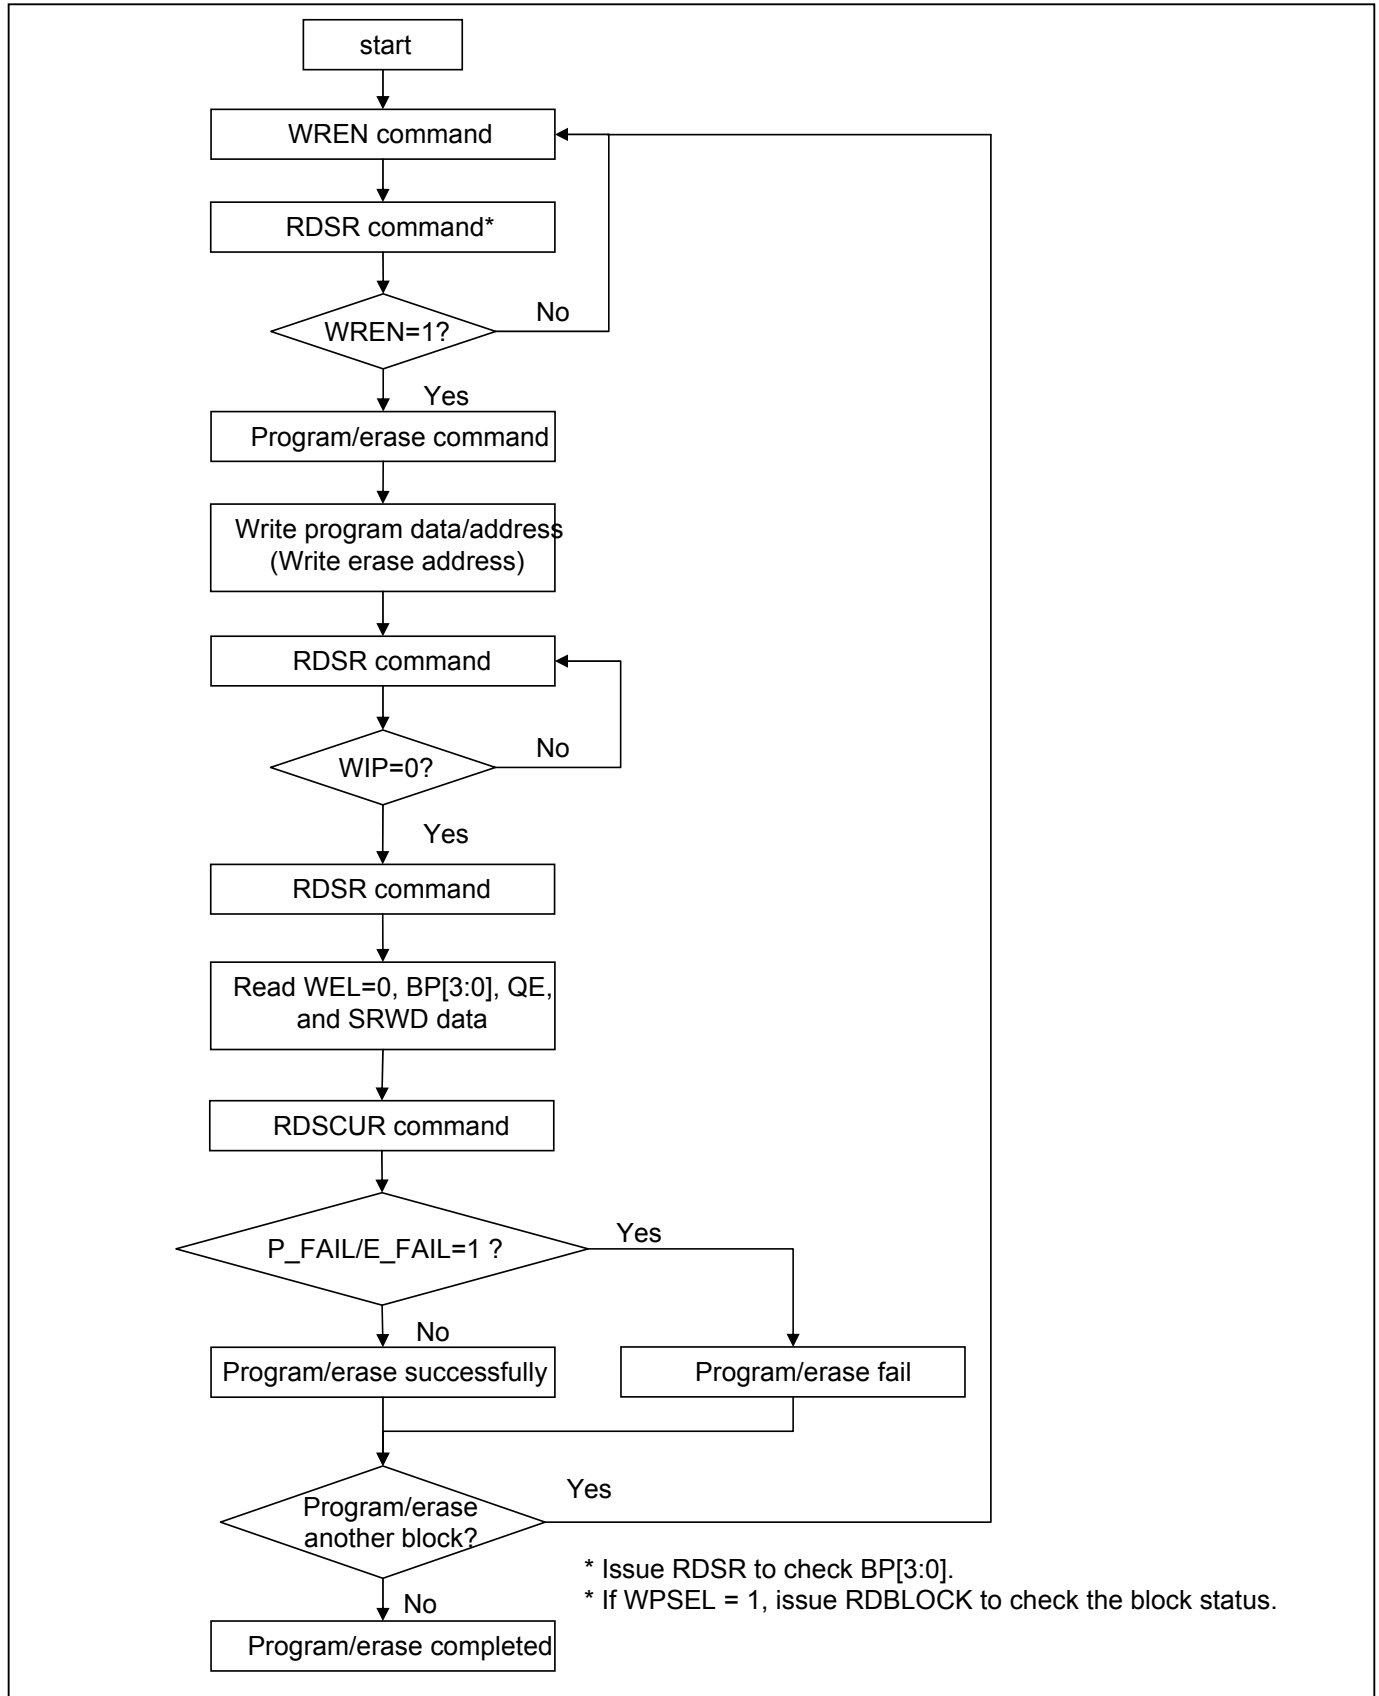 start
WREN command
RDSR command*
WREN=1?
No
Yes
Program/erase command
Write program data/address
(Write erase address)
RDSR command
WIP=0?
No
Yes
RDSR command
Read WEL=0, BP[3:0], QE,
and SRWD data
RDSCUR command
P_FAIL/E_FAIL=1 ?
Yes
No
Program/erase successfully
Program/erase fail
Program/erase
another block?
Yes
* Issue RDSR to check BP[3:0].
* If WPSEL = 1, issue RDBLOCK to check the block status.
No
Program/erase completed